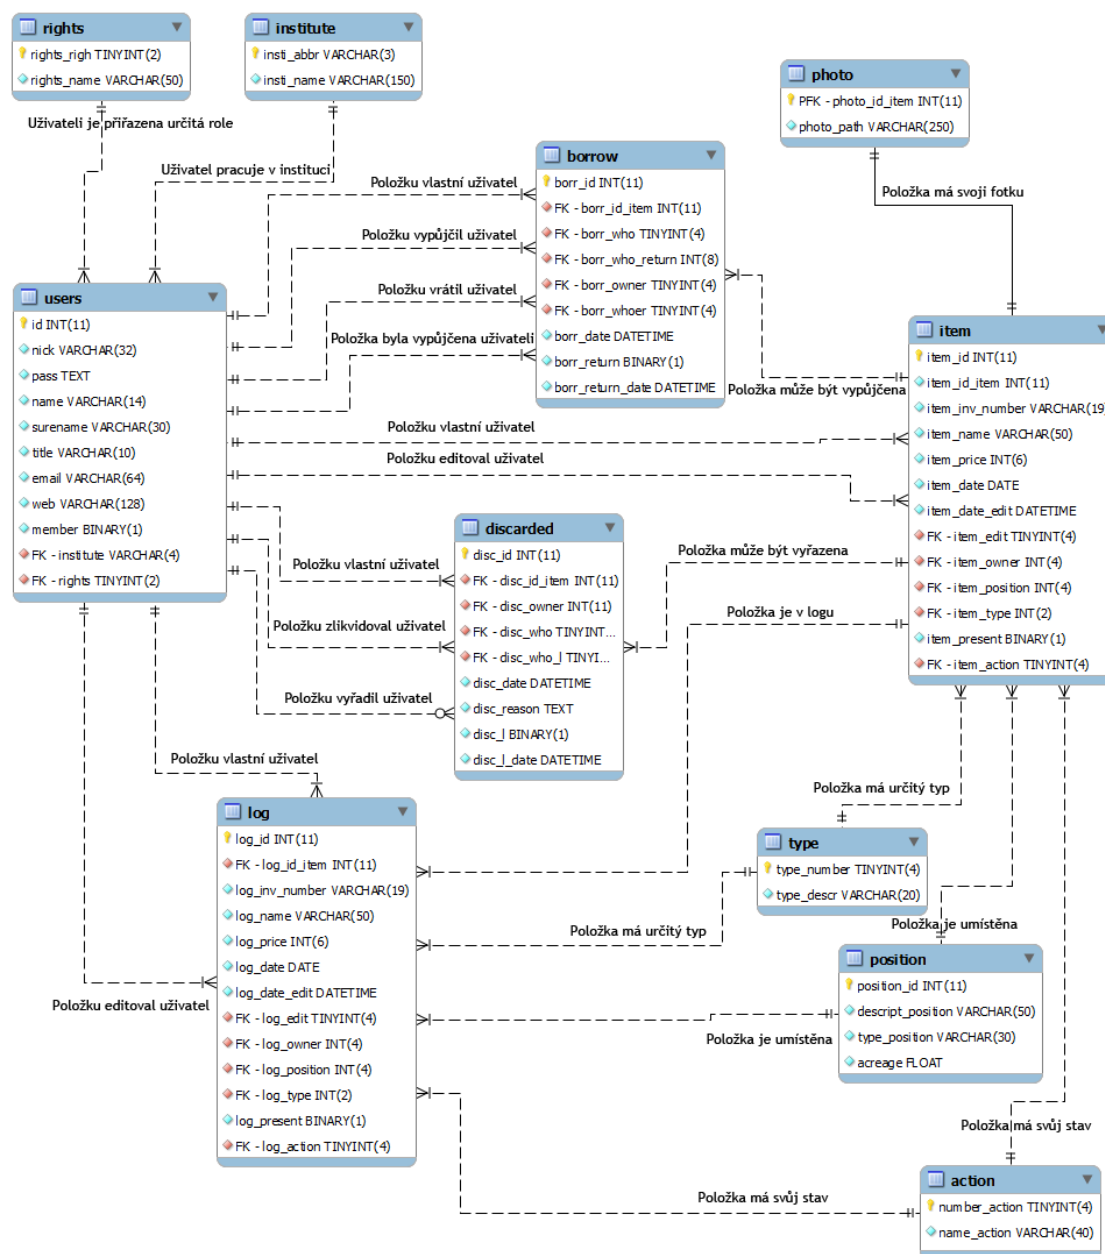 rights
rights_righ TINYINT(2)
rights_name VARCHAR(50)
institute
insti_abbr VARCHAR(3)
insti_name VARCHAR(150)
photo
PFK - photo_id_item INT(11)
photo_path VARCHAR(250)
Uživateli je přiřazena určitá role
Uživatel pracuje v instituci
Položka má svoji fotku
borrow
borr_id INT(11)
FK - borr_id_item INT(11)
FK - borr_who TINYINT(4)
FK - borr_who_return INT(8)
FK - borr_owner TINYINT(4)
FK - borr_whoer TINYINT(4)
borr_date DATETIME
borr_return BINARY(1)
borr_return_date DATETIME
Položku vlastní uživatel
Položku vypůjčil uživatel
Položku vrátil uživatel
Položka byla vypůjčena uživateli
Položka může být vypůjčena
users
id INT(11)
nick VARCHAR(32)
pass TEXT
name VARCHAR(14)
surename VARCHAR(30)
title VARCHAR(10)
email VARCHAR(64)
web VARCHAR(128)
member BINARY(1)
FK - institute VARCHAR(4)
FK - rights TINYINT(2)
item
item_id INT(11)
item_id_item INT(11)
item_inv_number VARCHAR(19)
item_name VARCHAR(50)
item_price INT(6)
item_date DATE
item_date_edit DATETIME
FK - item_edit TINYINT(4)
FK - item_owner INT(4)
FK - item_position INT(4)
FK - item_type INT(2)
item_present BINARY(1)
FK - item_action TINYINT(4)
Položku vlastní uživatel
Položku editoval uživatel
discarded
disc_id INT(11)
FK - disc_id_item INT(11)
FK - disc_owner INT(11)
FK - disc_who TINYINT...
FK - disc_who_l TINYI...
disc_date DATETIME
disc_reason TEXT
disc_l BINARY(1)
disc_l_date DATETIME
Položku vlastní uživatel
Položku zlikvidoval uživatel
Položku vyřadil uživatel
Položka může být vyřazena
Položka je v logu
Položku vlastní uživatel
Položku editoval uživatel
log
log_id INT(11)
FK - log_id_item INT(11)
log_inv_number VARCHAR(19)
log_name VARCHAR(50)
log_price INT(6)
log_date DATE
log_date_edit DATETIME
FK - log_edit TINYINT(4)
FK - log_owner INT(4)
FK - log_position INT(4)
FK - log_type INT(2)
log_present BINARY(1)
FK - log_action TINYINT(4)
Položka má určitý typ
type
type_number TINYINT(4)
type_descr VARCHAR(20)
Položka má určitý typ
Položka je umístěna
position
position_id INT(11)
descript_position VARCHAR(50)
type_position VARCHAR(30)
acreage FLOAT
Položka je umístěna
Položka má svůj stav
Položka má svůj stav
action
number_action TINYINT(4)
name_action VARCHAR(40)